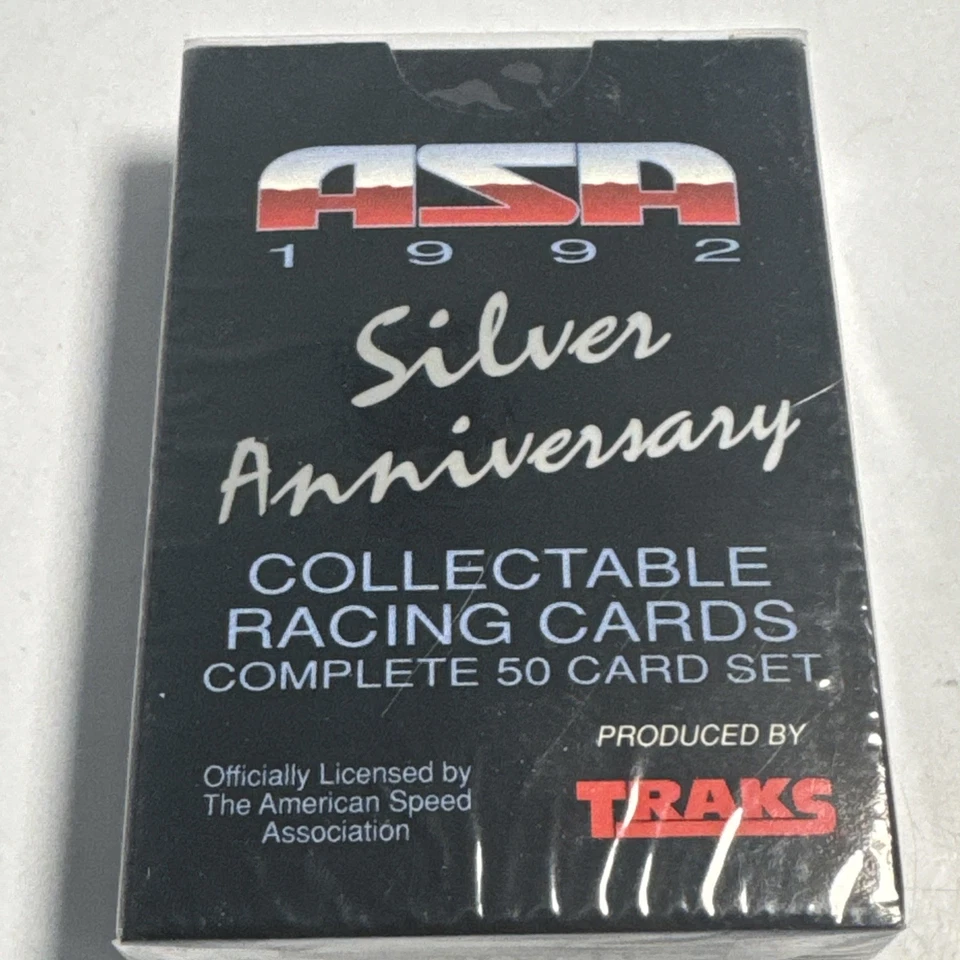 ASA
1992
Silver
Anniversary
COLLECTABLE
RACING CARDS
COMPLETE 50 CARD SET
PRODUCED BY
TRAKS
Officially Licensed by
The American Speed
Association